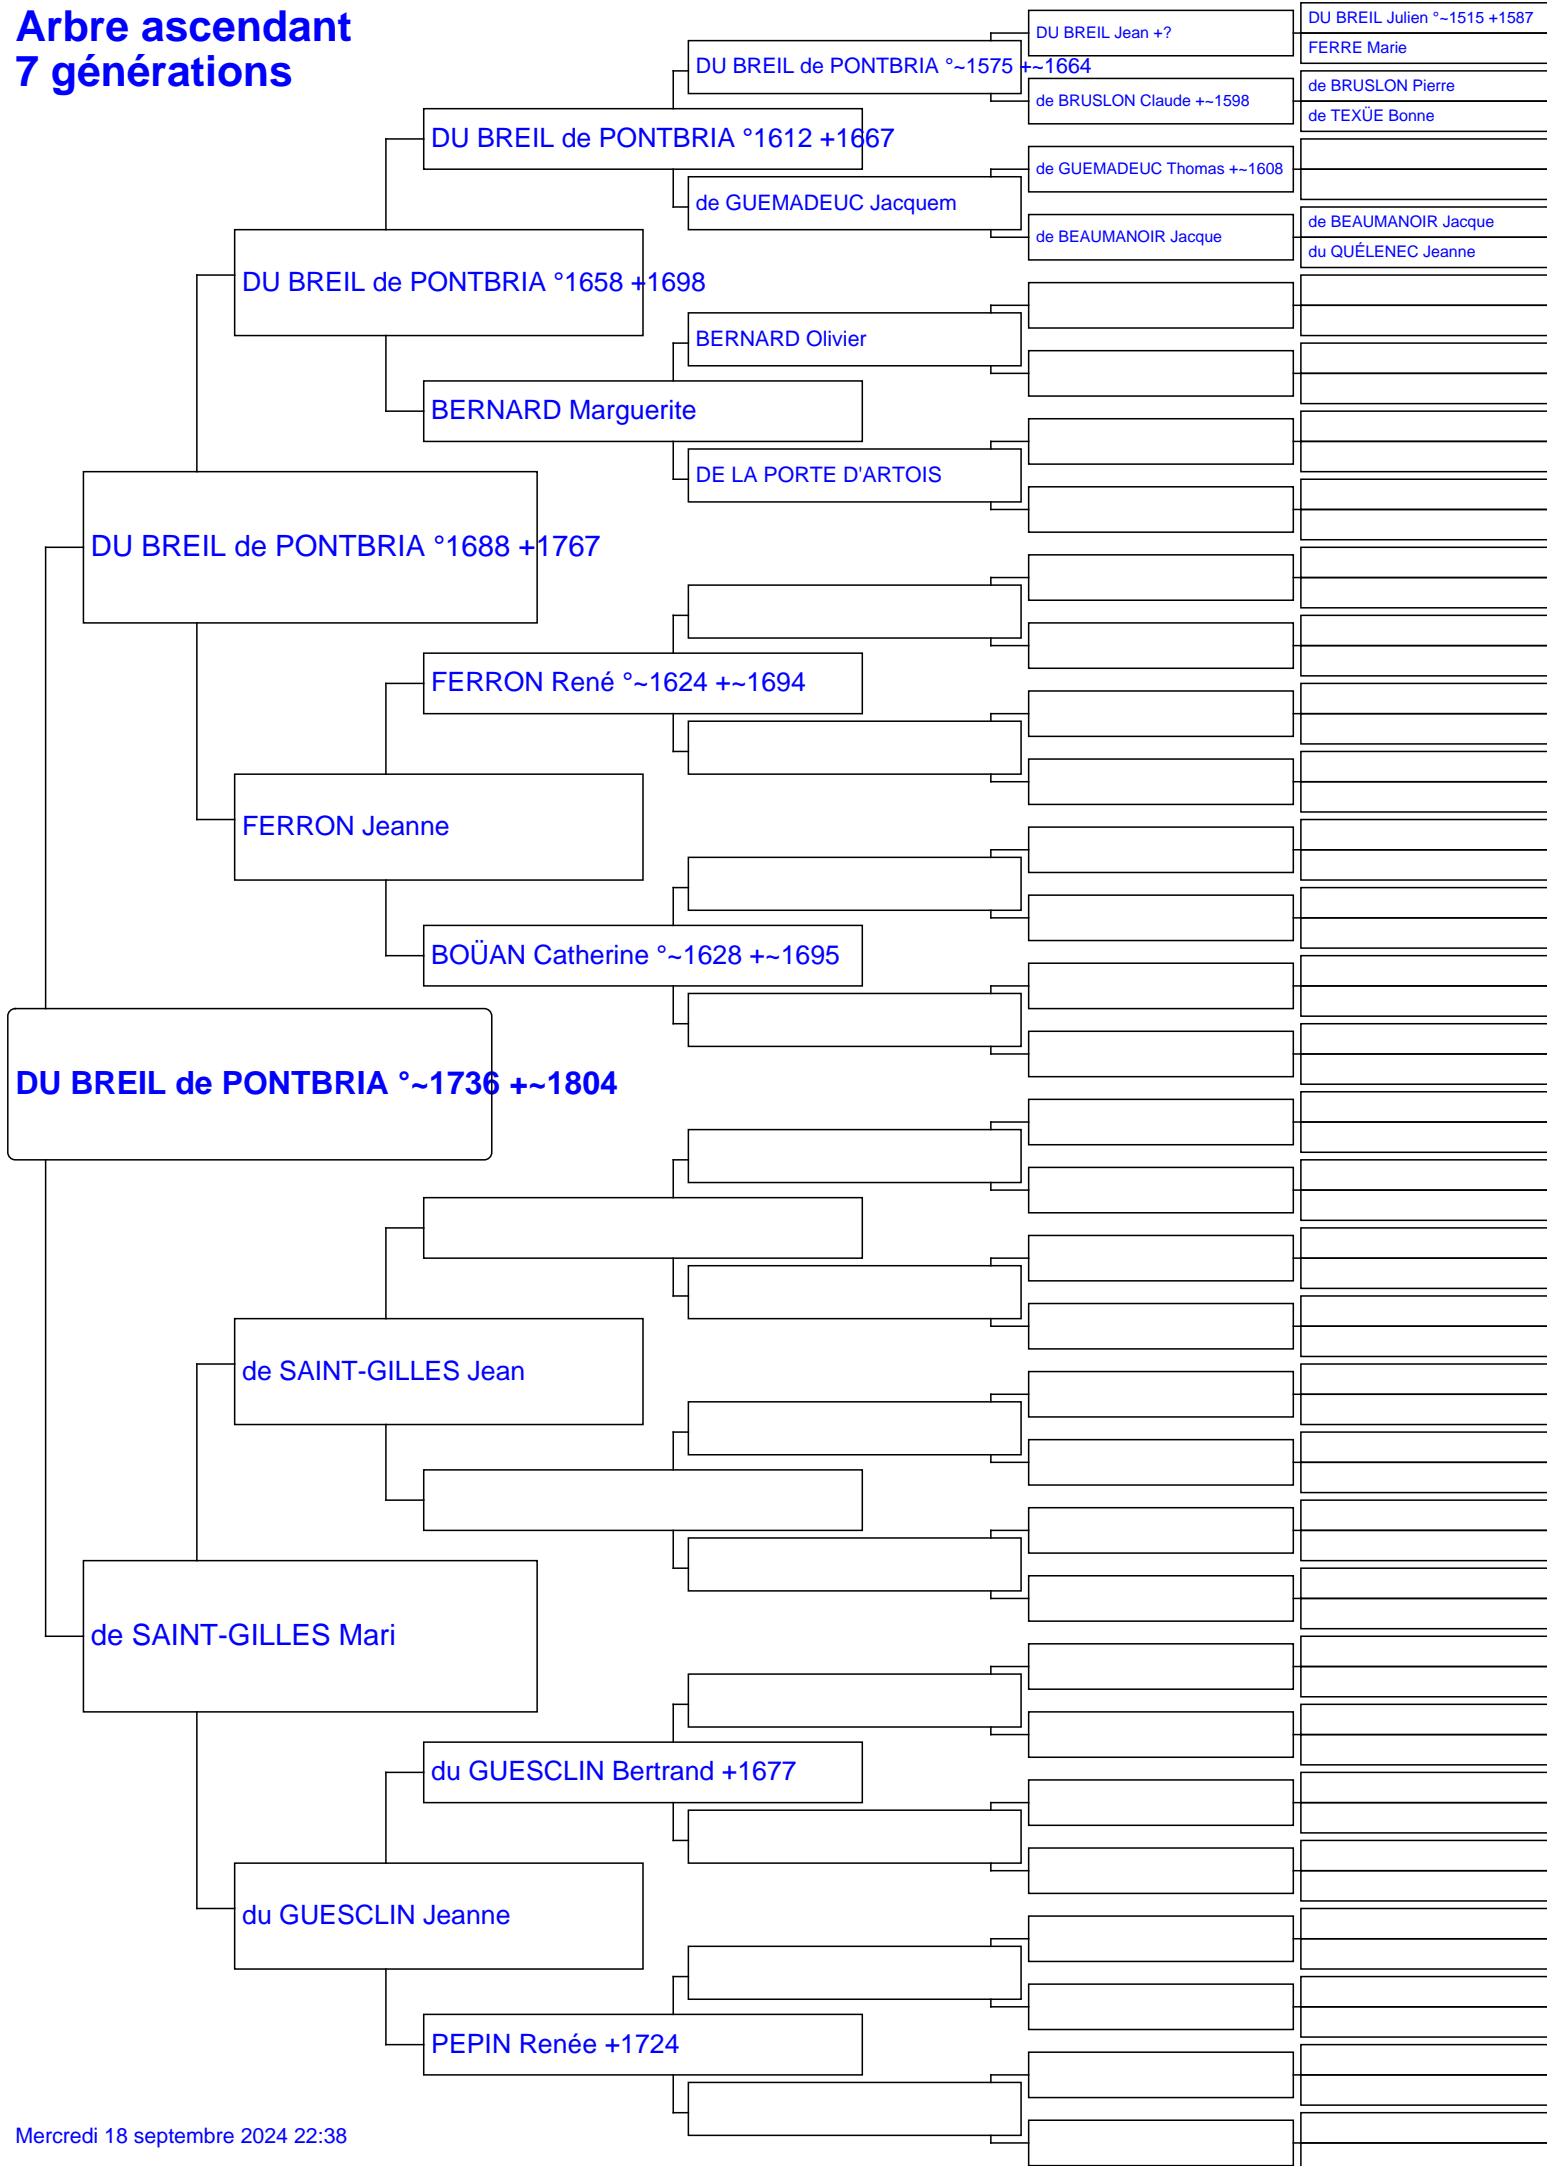 Arbre ascendant
7 générations
DU BREIL Julien °~1515 +1587
DU BREIL Jean +?
FERRE Marie
DU BREIL de PONTBRIA °~1575 +~1664
de BRUSLON Pierre
de BRUSLON Claude +~1598
de TEXÜE Bonne
DU BREIL de PONTBRIA °1612 +1667
de GUEMADEUC Thomas +~1608
de GUEMADEUC Jacquem
de BEAUMANOIR Jacque
de BEAUMANOIR Jacque
du QUÉLENEC Jeanne
DU BREIL de PONTBRIA °1658 +1698
BERNARD Olivier
BERNARD Marguerite
DE LA PORTE D'ARTOIS
DU BREIL de PONTBRIA °1688 +1767
FERRON René °~1624 +~1694
FERRON Jeanne
BOÜAN Catherine °~1628 +~1695
DU BREIL de PONTBRIA °~1736 +~1804
de SAINT-GILLES Jean
de SAINT-GILLES Mari
du GUESCLIN Bertrand +1677
du GUESCLIN Jeanne
PEPIN Renée +1724
Mercredi 18 septembre 2024 22:38